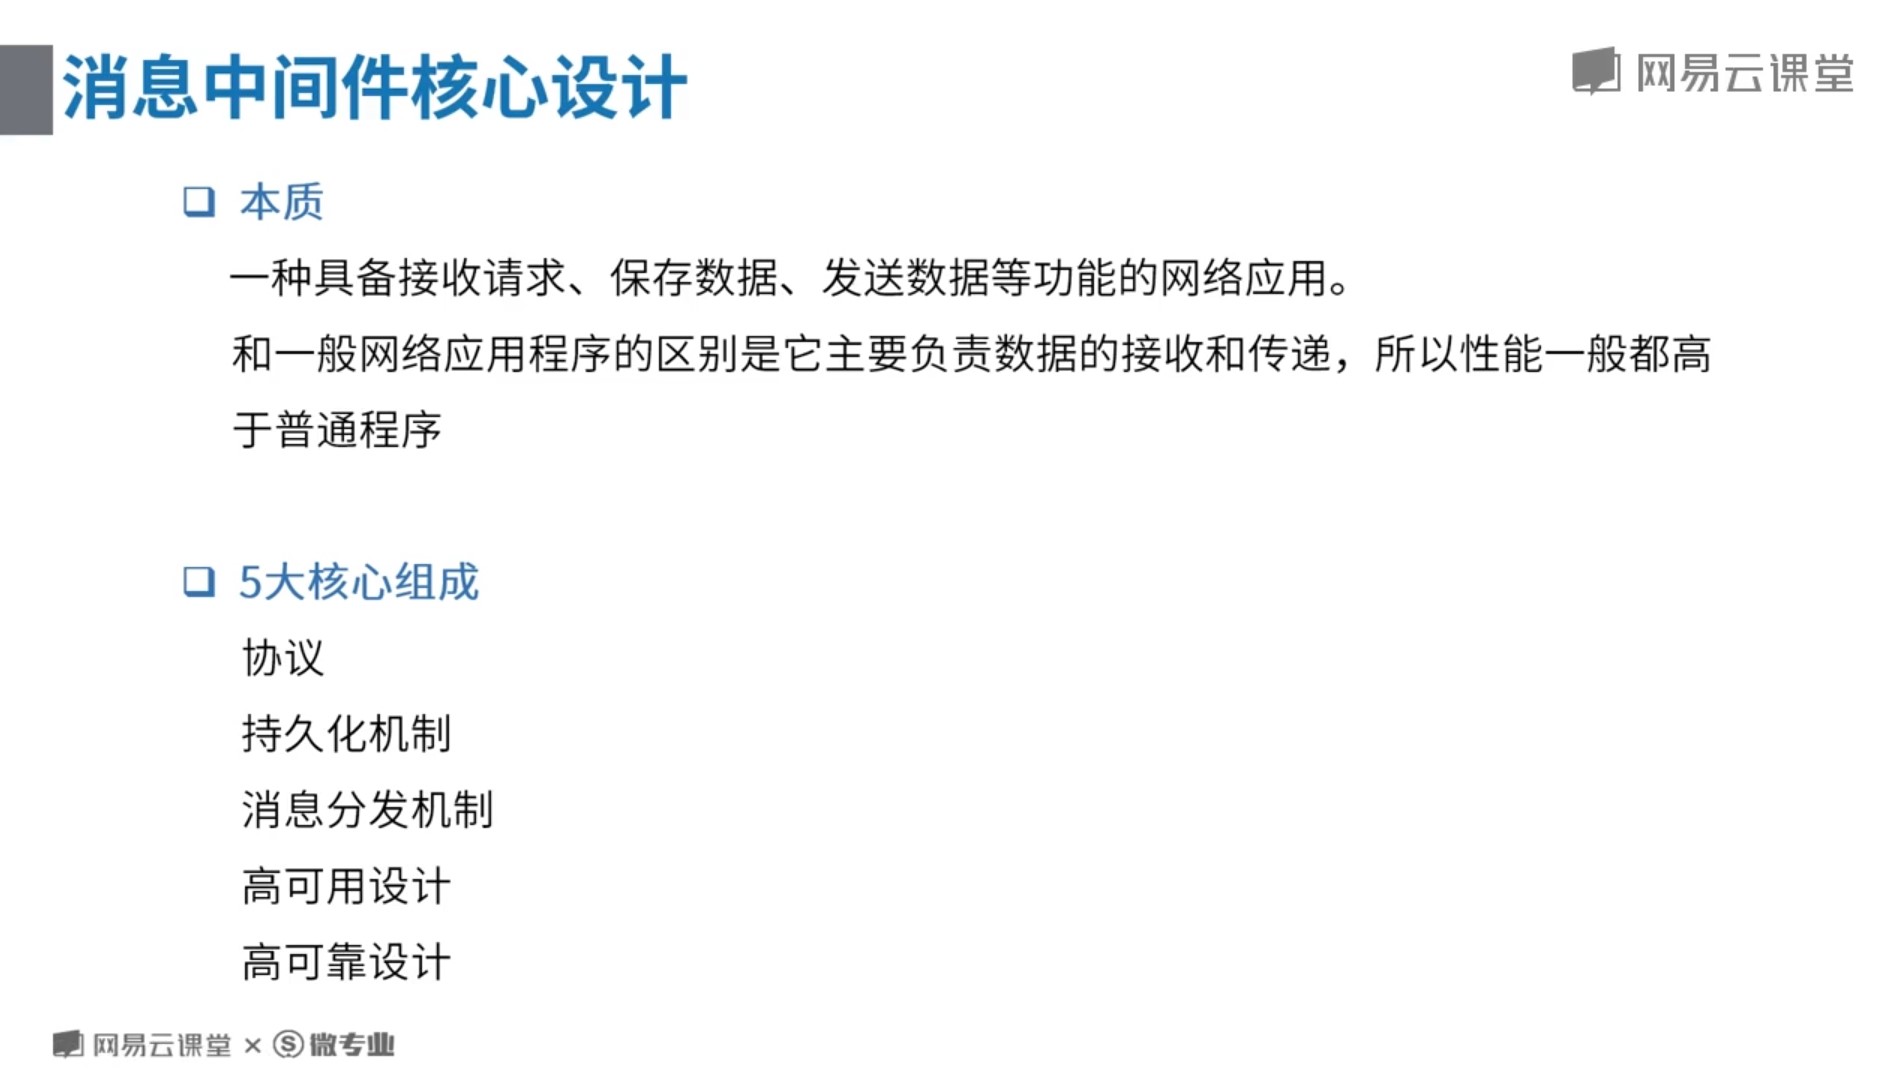 消息中间件核心设计
网易云课堂
本质
一种具备接收请求、保存数据、发送数据等功能的网络应用。
和一般网络应用程序的区别是它主要负责数据的接收和传递，所以性能一般都高
于普通程序
5大核心组成
协议
持久化机制
消息分发机制
高可用设计
高可靠设计
网易云课堂 × 微专业